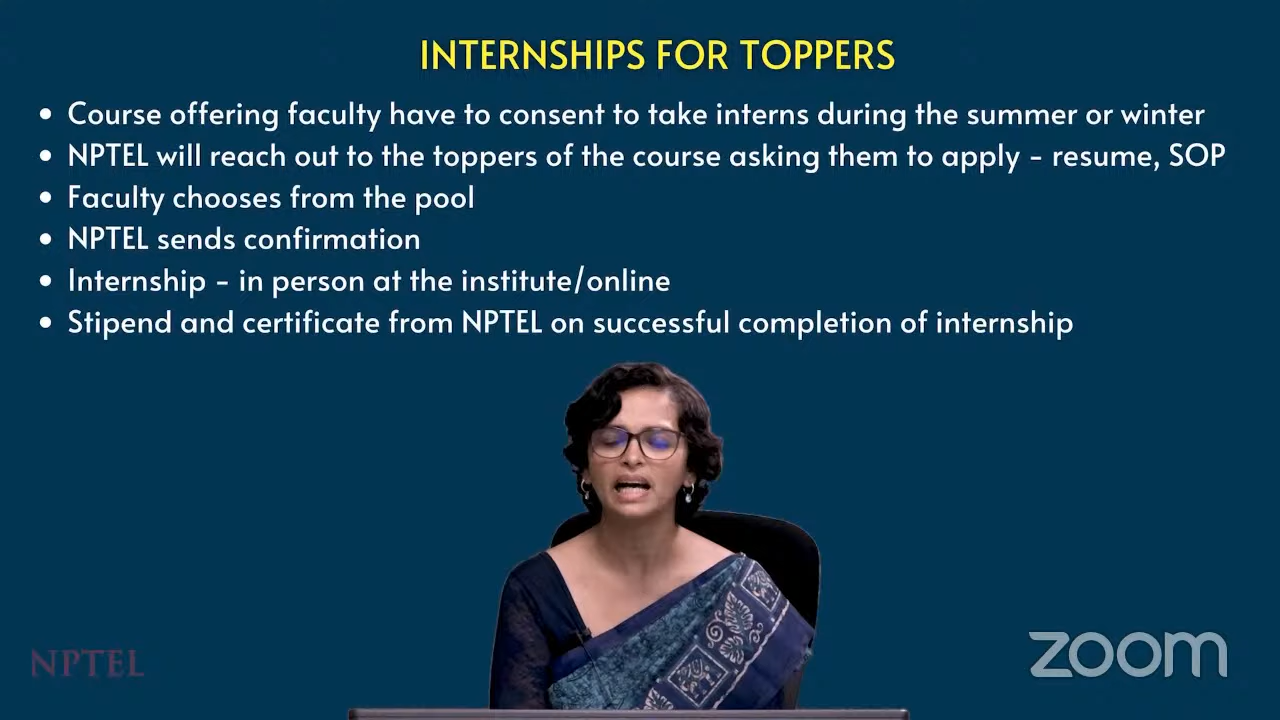 INTERNSHIPS FOR TOPPERS
• Course offering faculty have to consent to take interns during the summer or winter
• NPTEL will reach out to the toppers of the course asking them to apply - resume, SOP
• Faculty chooses from the pool
• NPTEL sends confirmation
• Internship - in person at the institute/online
• Stipend and certificate from NPTEL on successful completion of internship
NPTEL
zoom